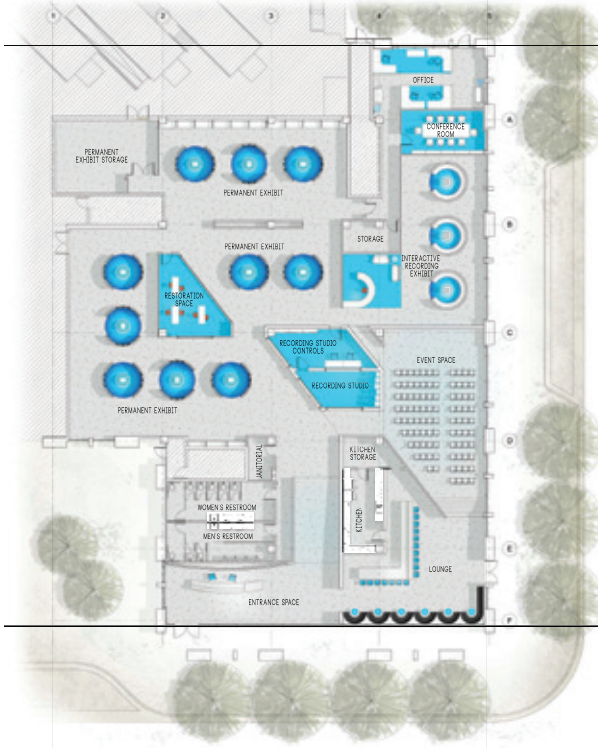 1 2 3 4 5
OFFICE
A
CONFERENCE
ROOM
PERMANENT
EXHIBIT STORAGE
PERMANENT EXHIBIT
B
STORAGE
PERMANENT EXHIBIT
INTERACTIVE
RECORDING
EXHIBIT
RESTORATION
SPACE
C
RECORDING STUDIO
CONTROLS
EVENT SPACE
RECORDING STUDIO
PERMANENT EXHIBIT
D
JANITORIAL
KITCHEN
STORAGE
WOMEN'S RESTROOM
KITCHEN
MEN'S RESTROOM
E
LOUNGE
ENTRANCE SPACE
F